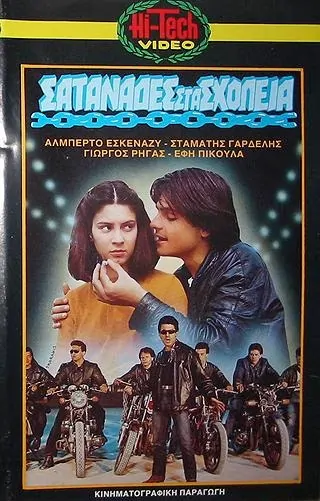 Hi-Tech
VIDEO
ΣΑΤΑΝΑΔΕΣ ΣΤΑ ΣΧΟΛΕΙΑ
ΑΛΜΠΕΡΤΟ ΕΣΚΕΝΑΖΥ - ΣΤΑΜΑΤΗΣ ΓΑΡΔΕΛΗΣ
ΓΙΩΡΓΟΣ ΡΗΓΑΣ - ΕΦΗ ΠΙΚΟΥΛΑ
ΚΙΝΗΜΑΤΟΓΡΑΦΙΚΗ ΠΑΡΑΓΩΓΗ